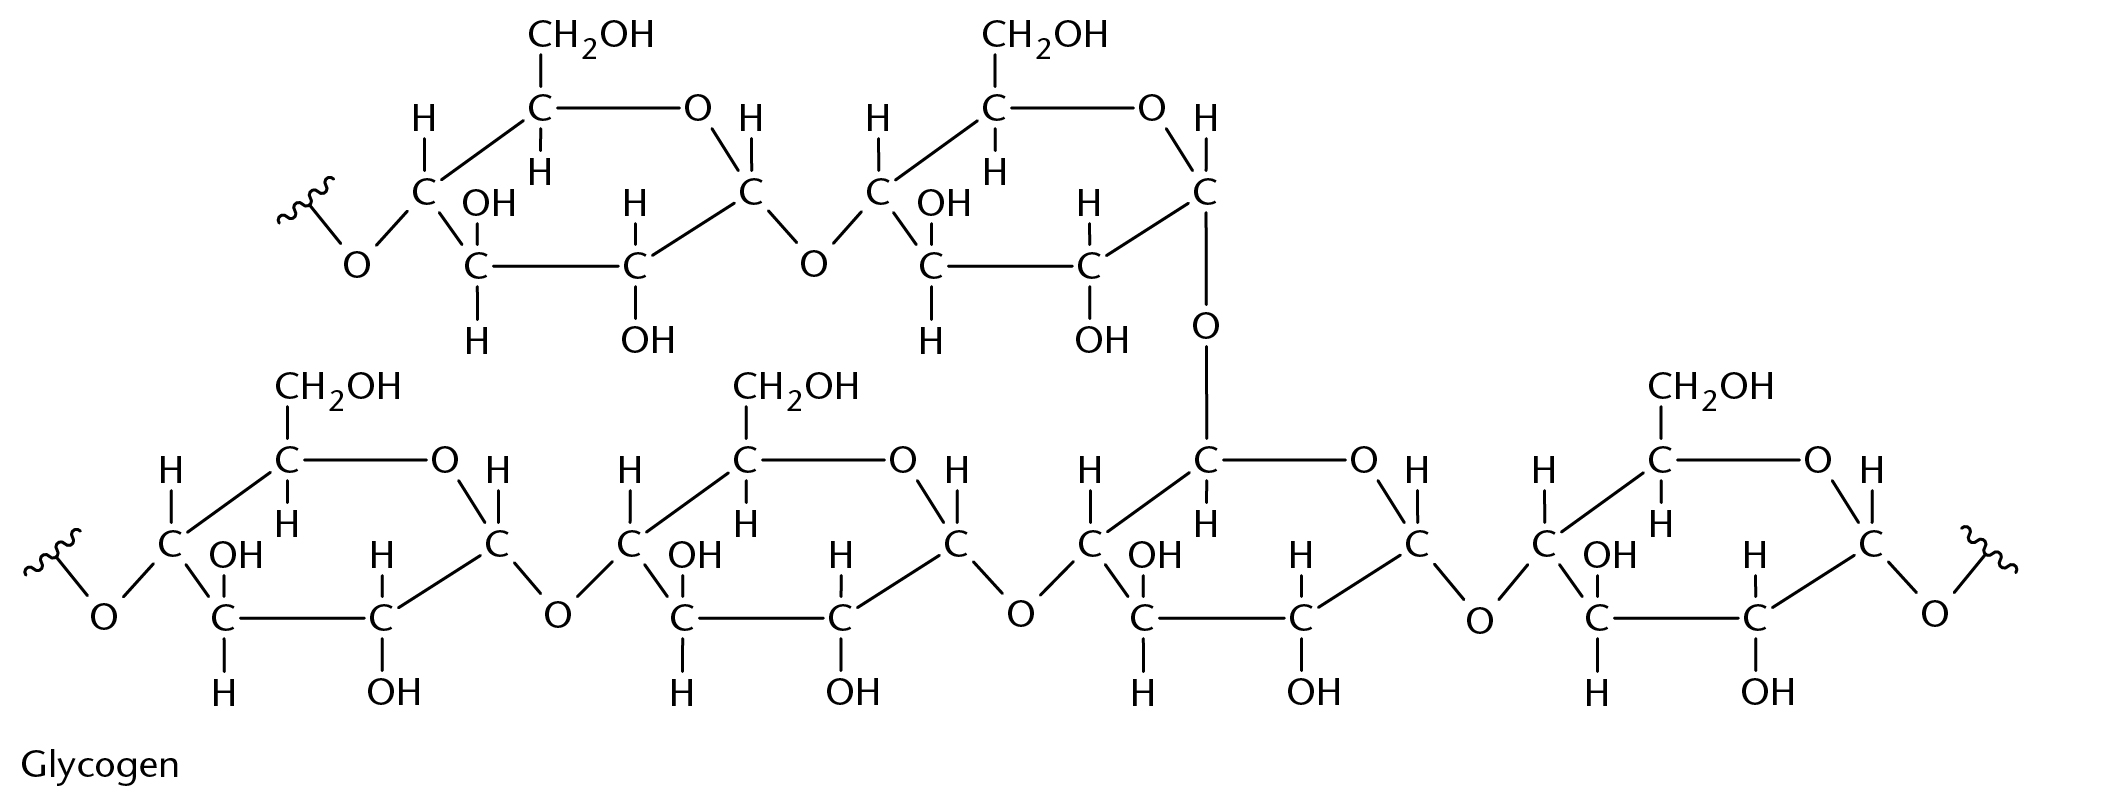 CH2OH CH2OH
C O H C O H
H H
H H
C OH H C C OH H C
O C C O C C
H OH H OH
O
CH2OH CH2OH CH2OH
C O H C O H C O H C O H
H H H H
H H H H
C OH H C C OH H C C OH H C C OH H C
O C C O C C O C C O C C O
H OH H OH H OH H OH
Glycogen